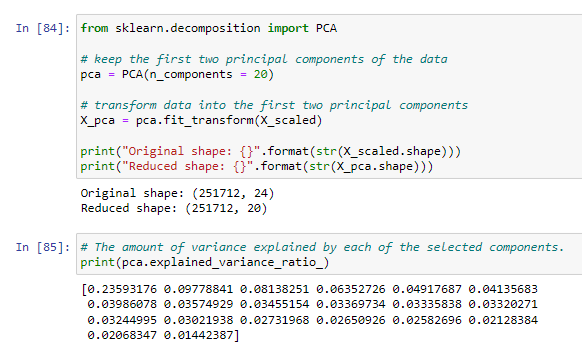 In [84]: from sklearn.decomposition import PCA
# keep the first two principal components of the data
pca = PCA(n_components = 20)
# transform data into the first two principal components
X_pca = pca.fit_transform(X_scaled)
print("Original shape: {}".format(str(X_scaled.shape)))
print("Reduced shape: {}".format(str(X_pca.shape)))
Original shape: (251712, 24)
Reduced shape: (251712, 20)
In [85]: # The amount of variance explained by each of the selected components.
print(pca.explained_variance_ratio_)
[0.23593176 0.09778841 0.08138251 0.06352726 0.04917687 0.04135683
0.03986078 0.03574929 0.03455154 0.03369734 0.03335838 0.03320271
0.03244995 0.03021938 0.02731968 0.02650926 0.02582696 0.02128384
0.02068347 0.01442387]